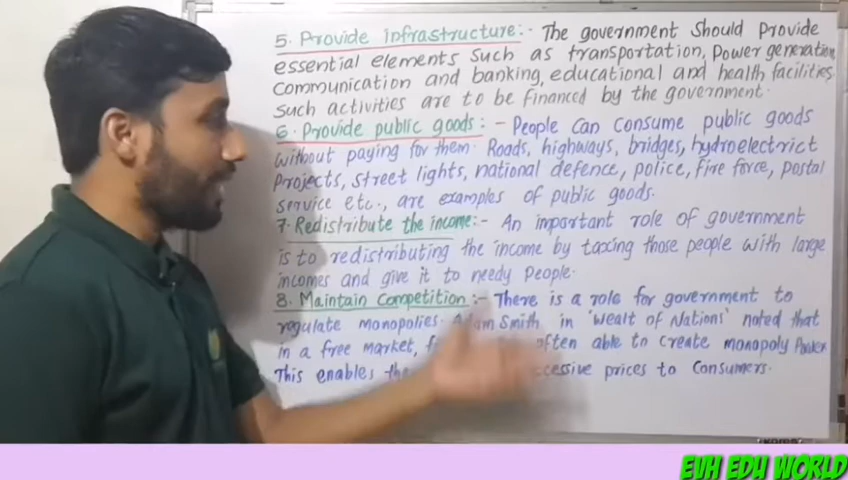 5. Provide infrastructure:- The government Should Provide
essential elements Such as transportation, Power generation
Communication and banking, educational and health facilities.
Such activities are to be financed by the government.
6. Provide public goods:- People Can Consume public goods
without paying for them. Roads, highways, bridges, hydroelectrict
Projects, street lights, national defence, police, fire force, postal
service etc., are examples of public goods.
7. Redistribute the income:- An important role of government
is to redistributing the income by taxing those people with large
incomes and give it to needy People.
8. Maintain Competition:- There is a role for government to
regulate monopolies. Adam Smith in 'Wealt of Nations' noted that
in a free market, often able to create monopoly Power
This enables the prices to Consumers.
EVH EDU WORLD